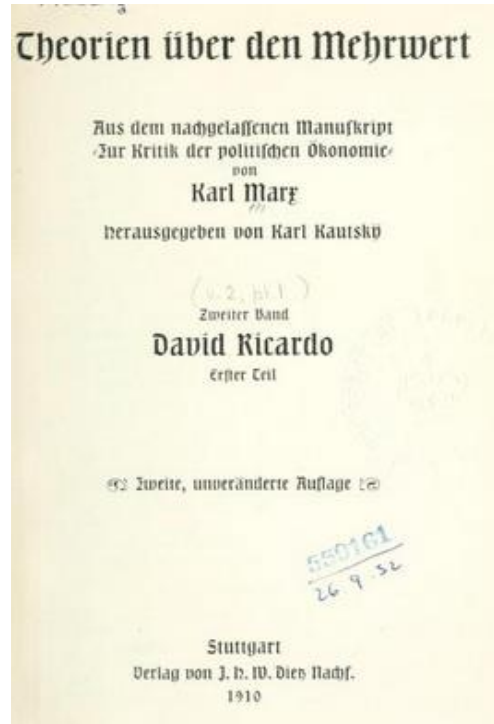 Theorien über den Mehrwert
Aus dem nachgelassenen Manuskript
„Zur Kritik der politischen Ökonomie“
von
Karl Marx
herausgegeben von Karl Kautsky
(v. 2, pt. 1)
Zweiter Band
David Ricardo
Erster Teil
Zweite, unveränderte Auflage
550161
26 9. 52
Stuttgart
Verlag von J. H. W. Dietz Nachf.
1910